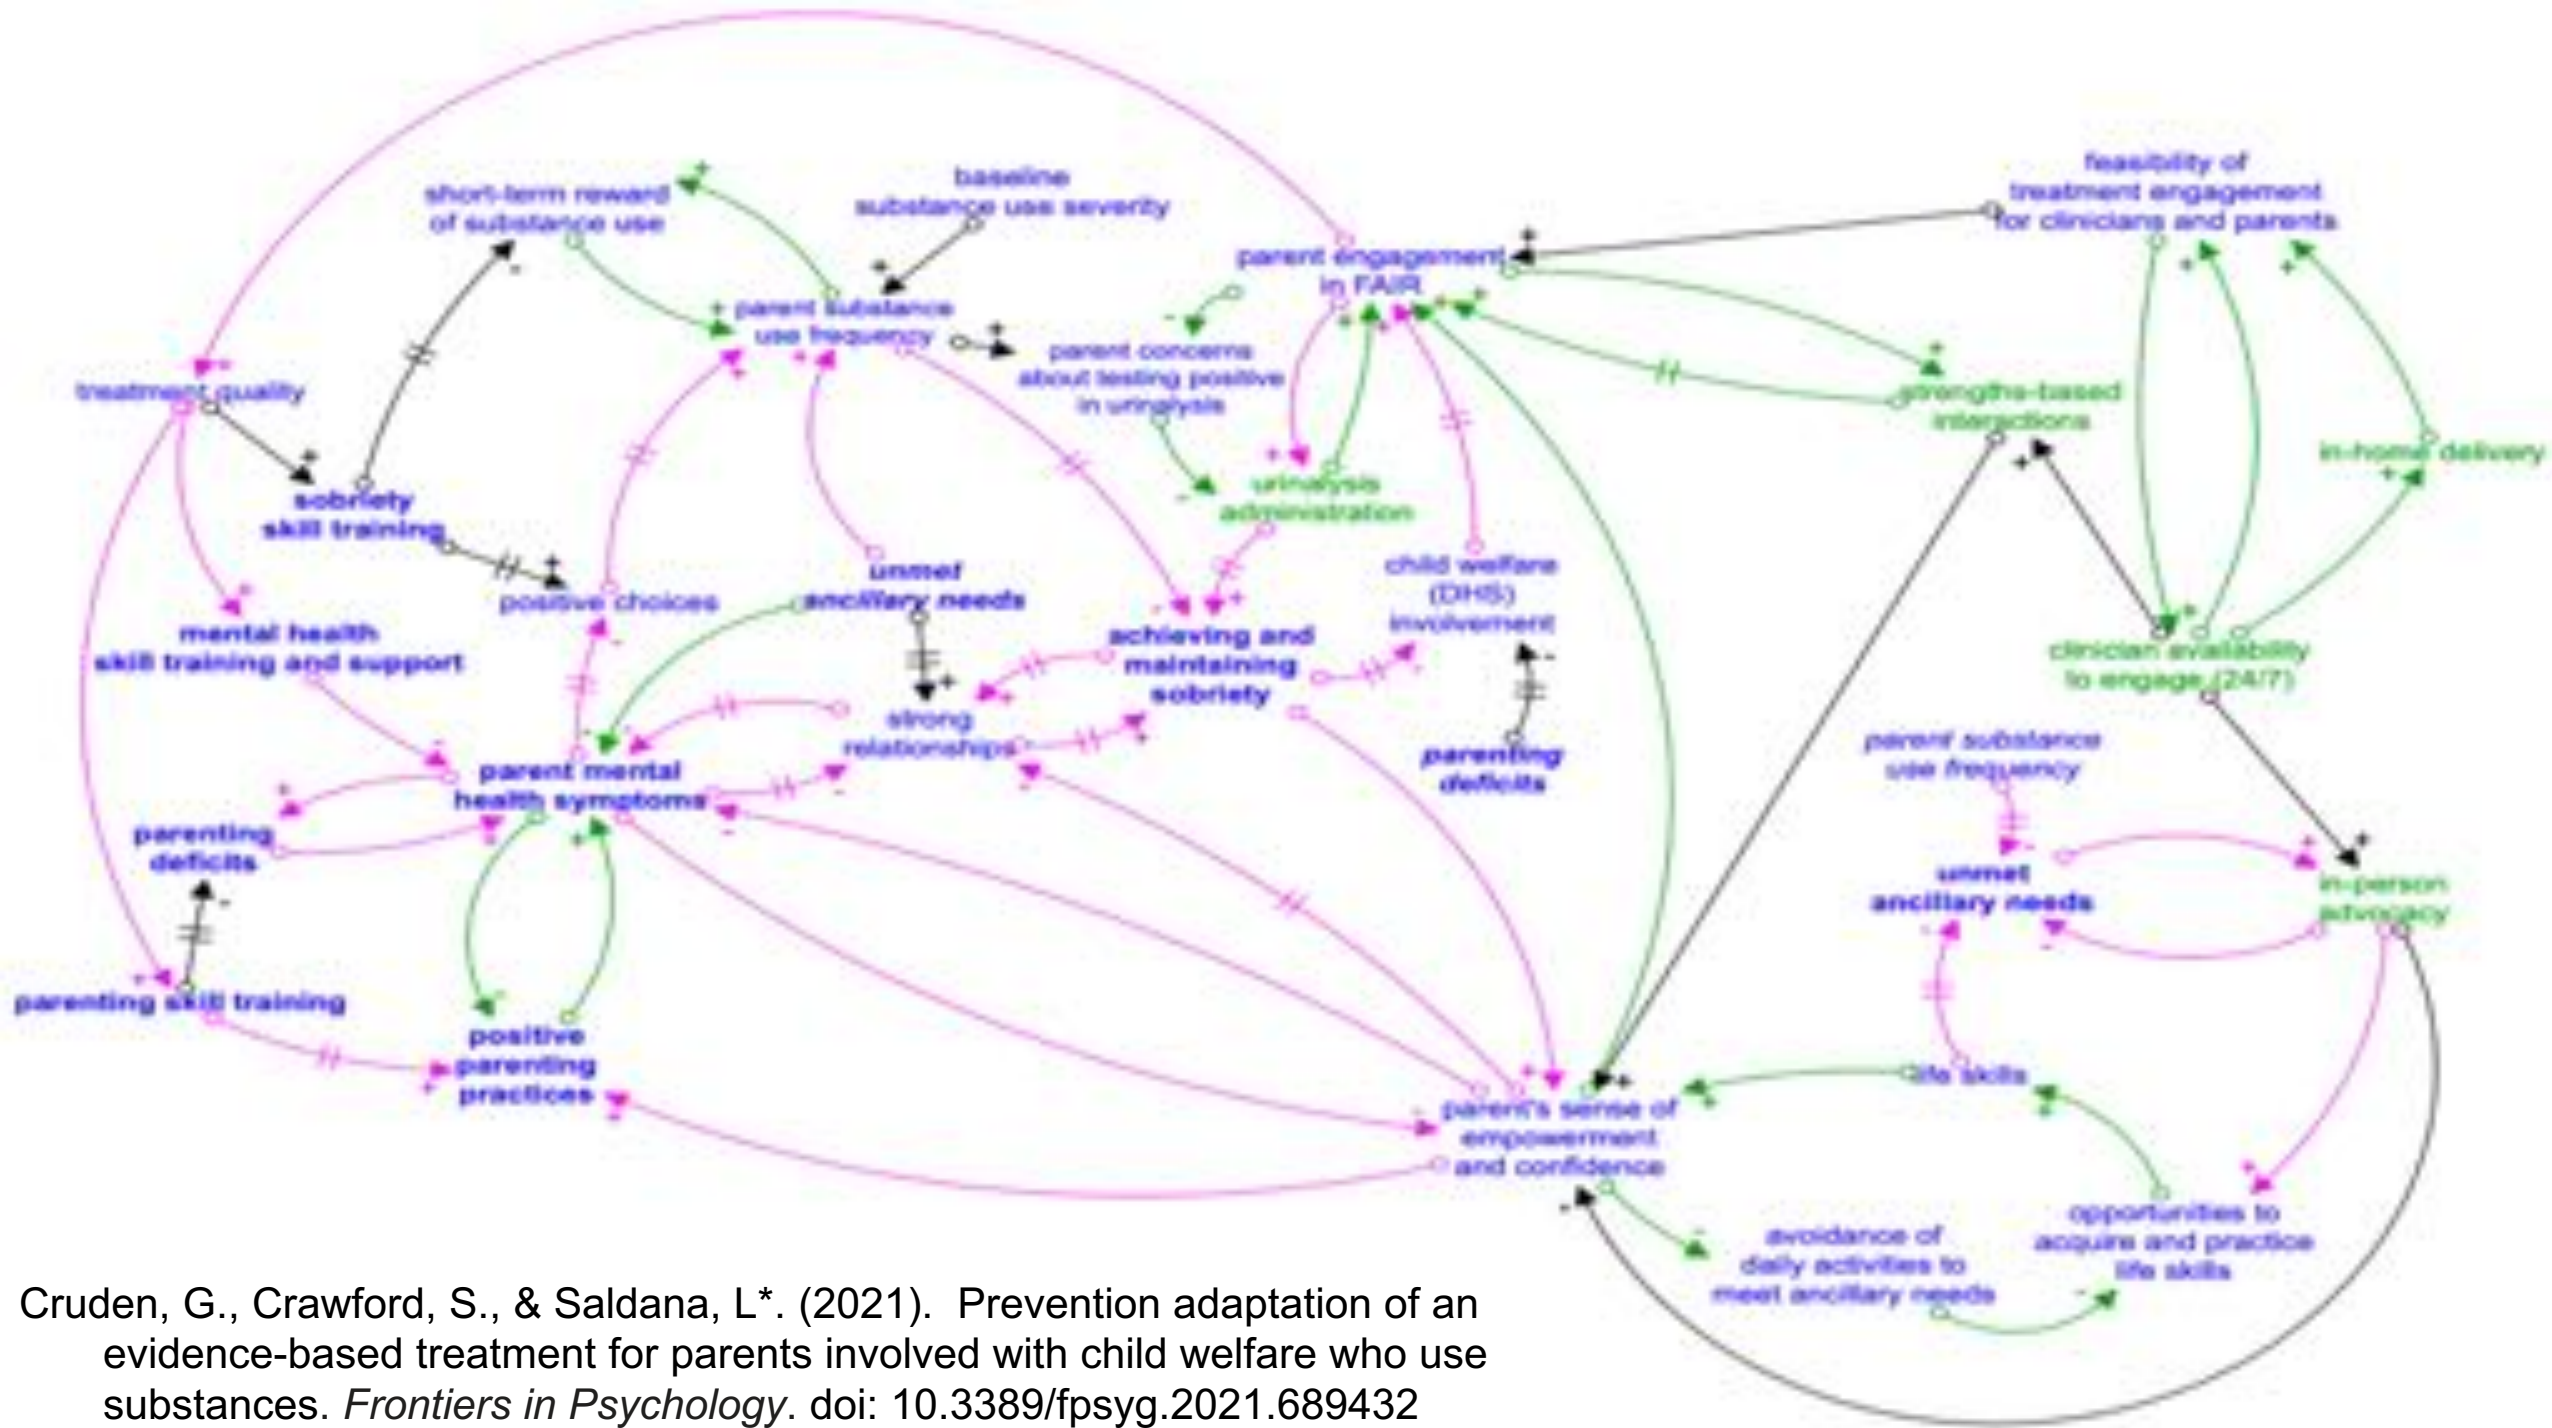 feasibility of
treatment engagement
for clinicians and parents
baseline
substance use severity
short-term reward
of substance use
parent engagement
in FAIR
parent substance
use frequency
parent concerns
about testing positive
in urinalysis
treatment quality
strengths-based
interactions
in-home delivery
sobriety
skill training
urinalysis
administration
child welfare
(DHS)
involvement
unmet
ancillary needs
positive choices
mental health
skill training and support
achieving and
maintaining
sobriety
clinician availability
to engage (24/7)
strong
relationships
parenting
deficits
parent substance
use frequency
parent mental
health symptoms
parenting
deficits
unmet
ancillary needs
in-person
advocacy
parenting skill training
positive
parenting
practices
life skills
parent's sense of
empowerment
and confidence
opportunities to
acquire and practice
life skills
avoidance of
daily activities to
meet ancillary needs
Cruden, G., Crawford, S., & Saldana, L*. (2021). Prevention adaptation of an
evidence-based treatment for parents involved with child welfare who use
substances. Frontiers in Psychology. doi: 10.3389/fpsyg.2021.689432